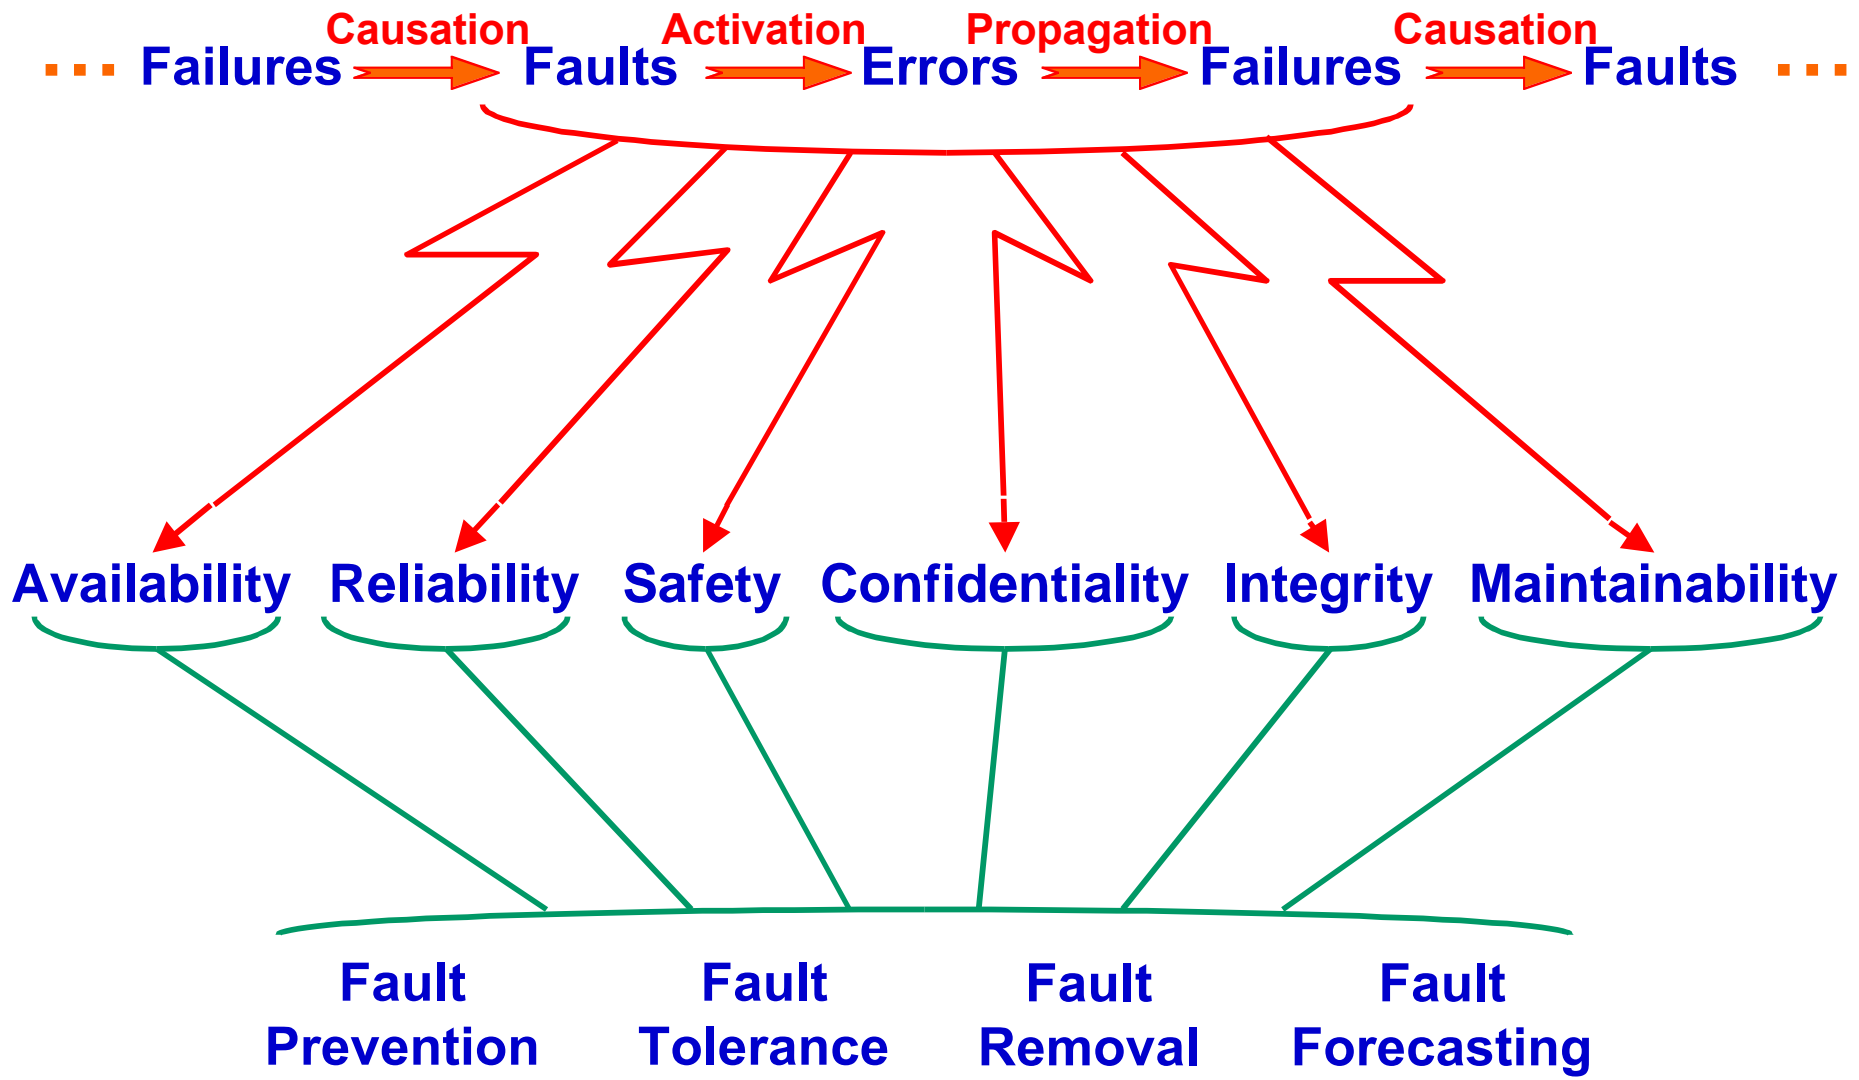 Causation Activation Propagation Causation
... Failures Faults Errors Failures Faults ...
Availability Reliability Safety Confidentiality Integrity Maintainability
Fault Fault Fault Fault
Prevention Tolerance Removal Forecasting